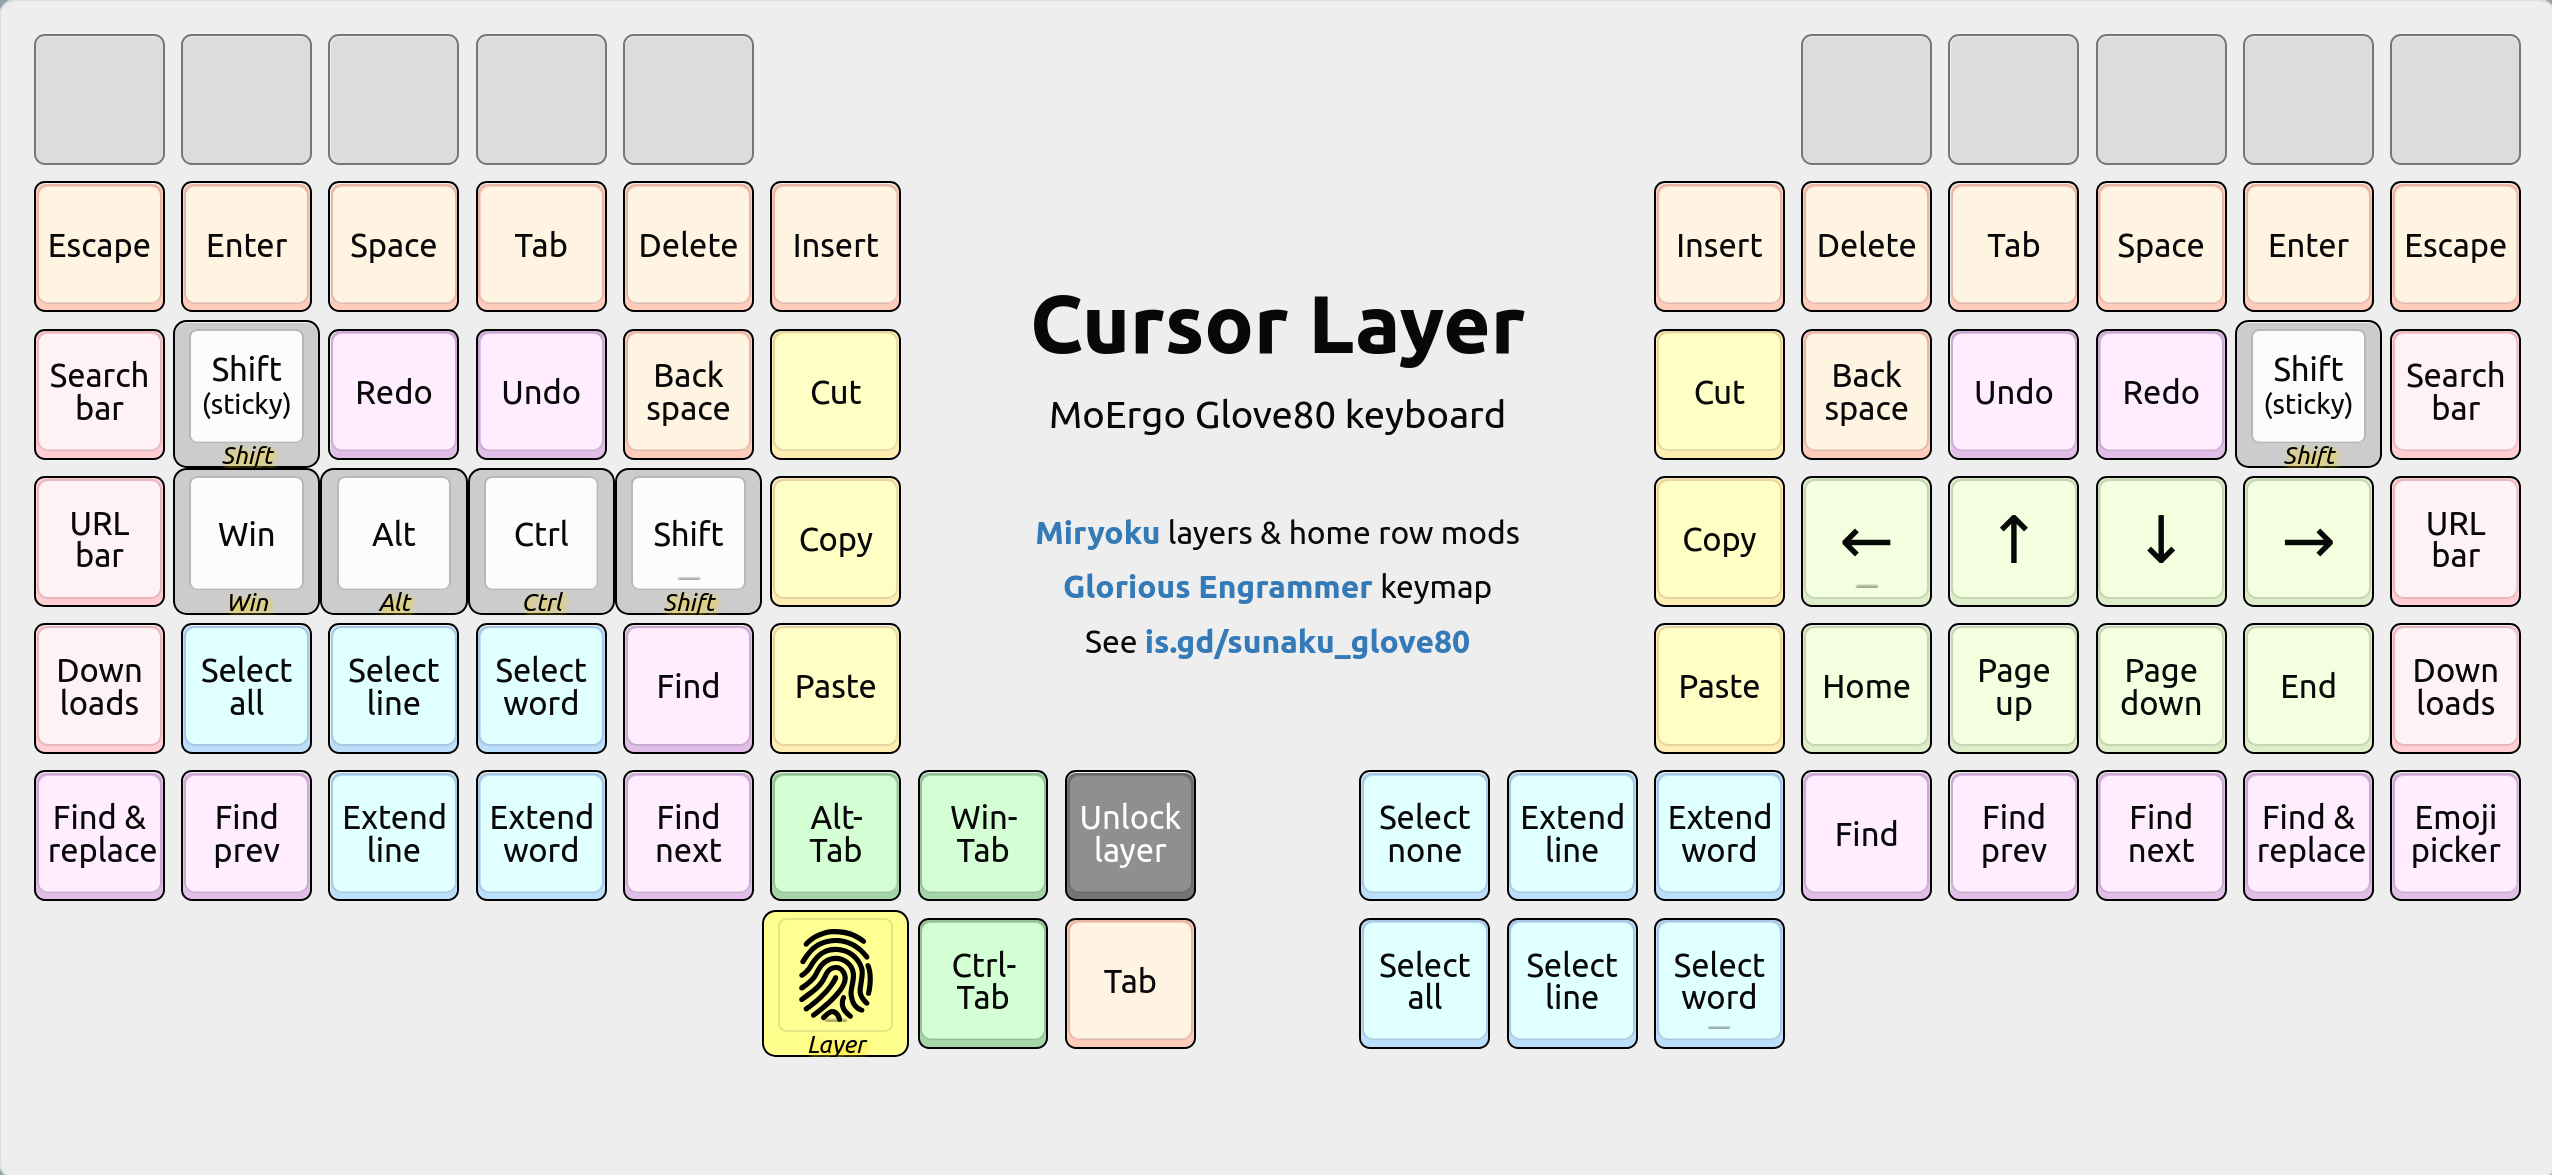 Escape Enter Space Tab Delete Insert
Insert Delete Tab Space Enter Escape
Cursor Layer
MoErgo Glove80 keyboard
Miryoku layers & home row mods
Glorious Engrammer keymap
See is.gd/sunaku_glove80
Search
bar
Shift
(sticky)
Shift
Redo
Undo
Back
space
Cut
Cut
Back
space
Undo
Redo
Shift
(sticky)
Shift
Search
bar
URL
bar
Win
Win
Alt
Alt
Ctrl
Ctrl
Shift
_
Shift
Copy
Copy
←
_
↑
↓
→
URL
bar
Down
loads
Select
all
Select
line
Select
word
Find
Paste
Paste
Home
Page
up
Page
down
End
Down
loads
Find &
replace
Find
prev
Extend
line
Extend
word
Find
next
Alt-
Tab
Win-
Tab
Unlock
layer
Select
none
Extend
line
Extend
word
Find
Find
prev
Find
next
Find &
replace
Emoji
picker
Layer
Ctrl-
Tab
Tab
Select
all
Select
line
Select
word
_